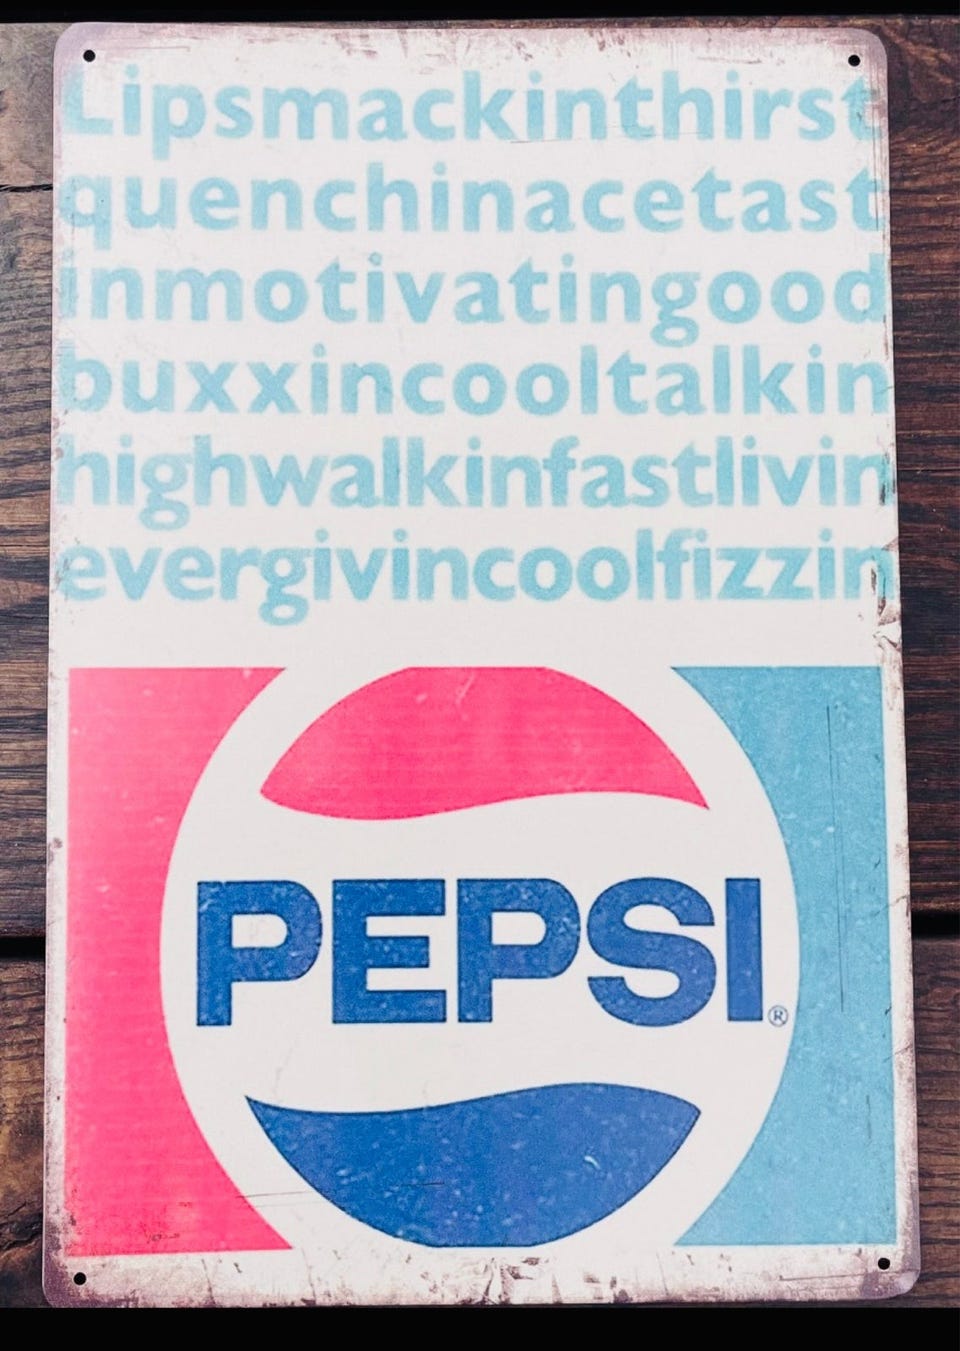 Lipsmackinthirst
quenchinacetast
inmotivatingood
buxxincooltalkin
highwalkinfastlivin
evergivincoolfizzin
PEPSI®